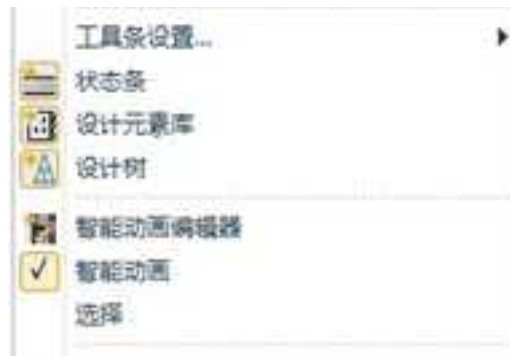 工具条设置...
状态条
设计元素库
设计树
智能动画编辑器
智能动画
选择